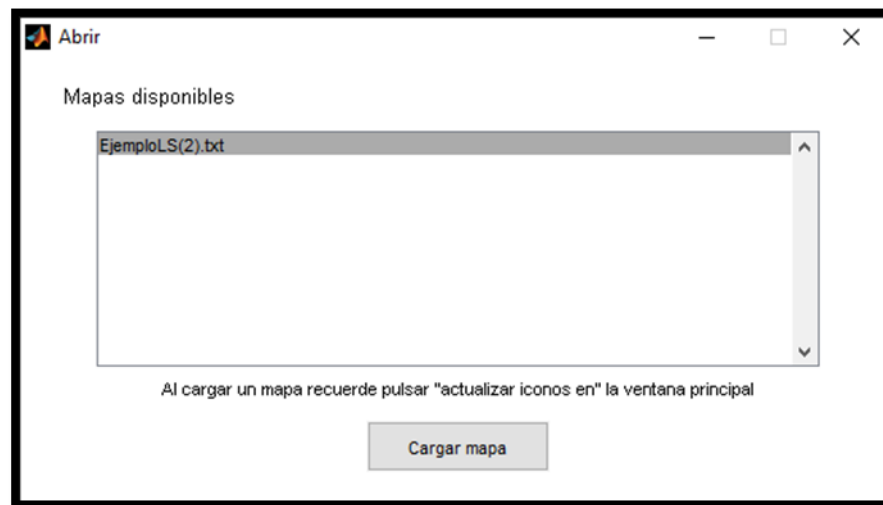 Abrir
Mapas disponibles
EjemploLS(2).txt
Al cargar un mapa recuerde pulsar "actualizar iconos en" la ventana principal
Cargar mapa